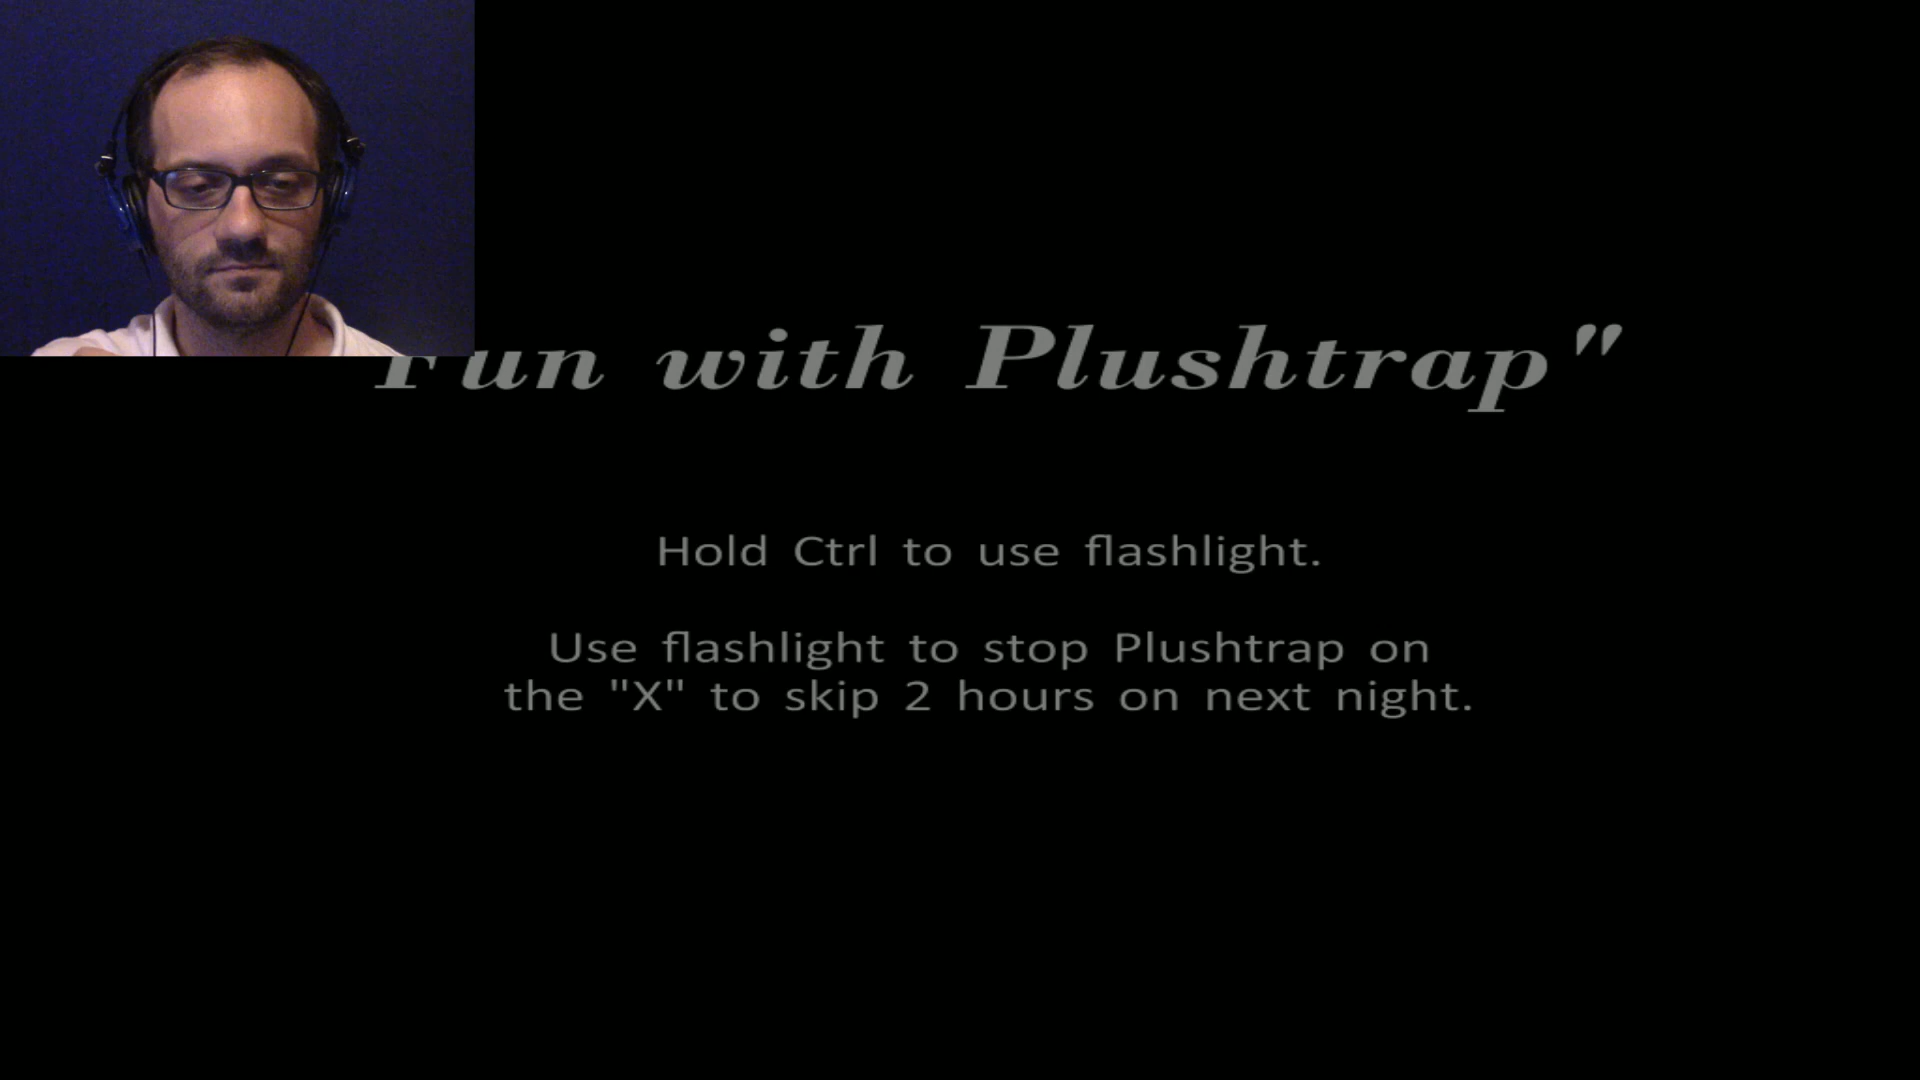 Fun with Plushtrap"
Hold Ctrl to use flashlight.
Use flashlight to stop Plushtrap on
the "X" to skip 2 hours on next night.